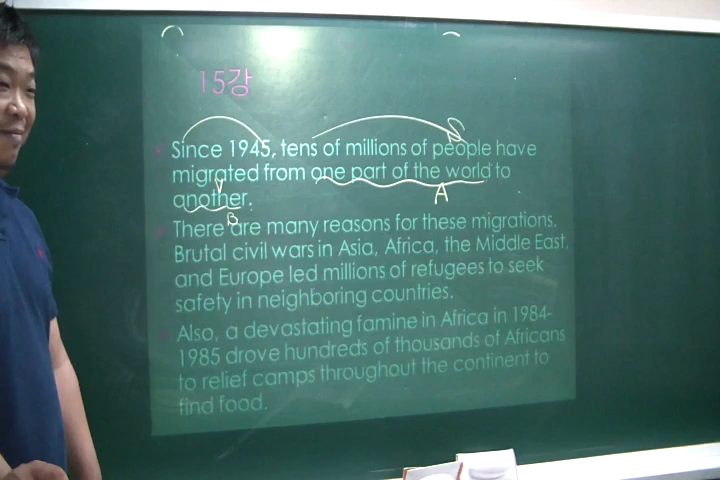 15강
Since 1945, tens of millions of people have
S
migrated from one part of the world to
V
A
another.
B
There are many reasons for these migrations.
Brutal civil wars in Asia, Africa, the Middle East,
and Europe led millions of refugees to seek
safety in neighboring countries.
Also, a devastating famine in Africa in 1984-
1985 drove hundreds of thousands of Africans
to relief camps throughout the continent to
find food.